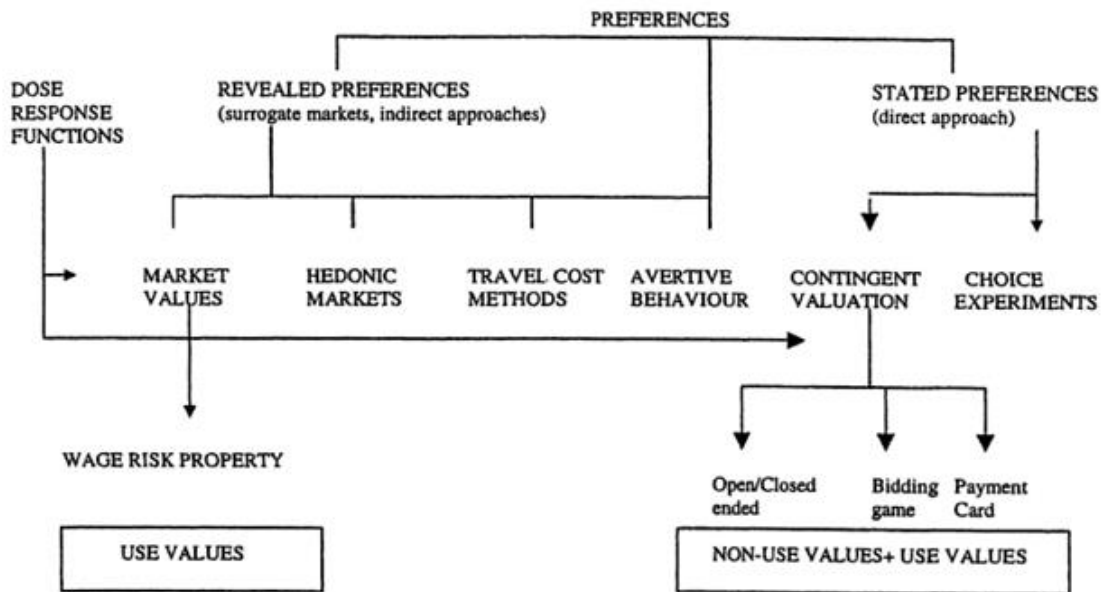 PREFERENCES
DOSE
RESPONSE
FUNCTIONS
REVEALED PREFERENCES
(surrogate markets, indirect approaches)
STATED PREFERENCES
(direct approach)
MARKET
VALUES
HEDONIC
MARKETS
TRAVEL COST
METHODS
AVERTIVE
BEHAVIOUR
CONTINGENT
VALUATION
CHOICE
EXPERIMENTS
WAGE RISK PROPERTY
Open/Closed
ended
Bidding
game
Payment
Card
USE VALUES
NON-USE VALUES+ USE VALUES